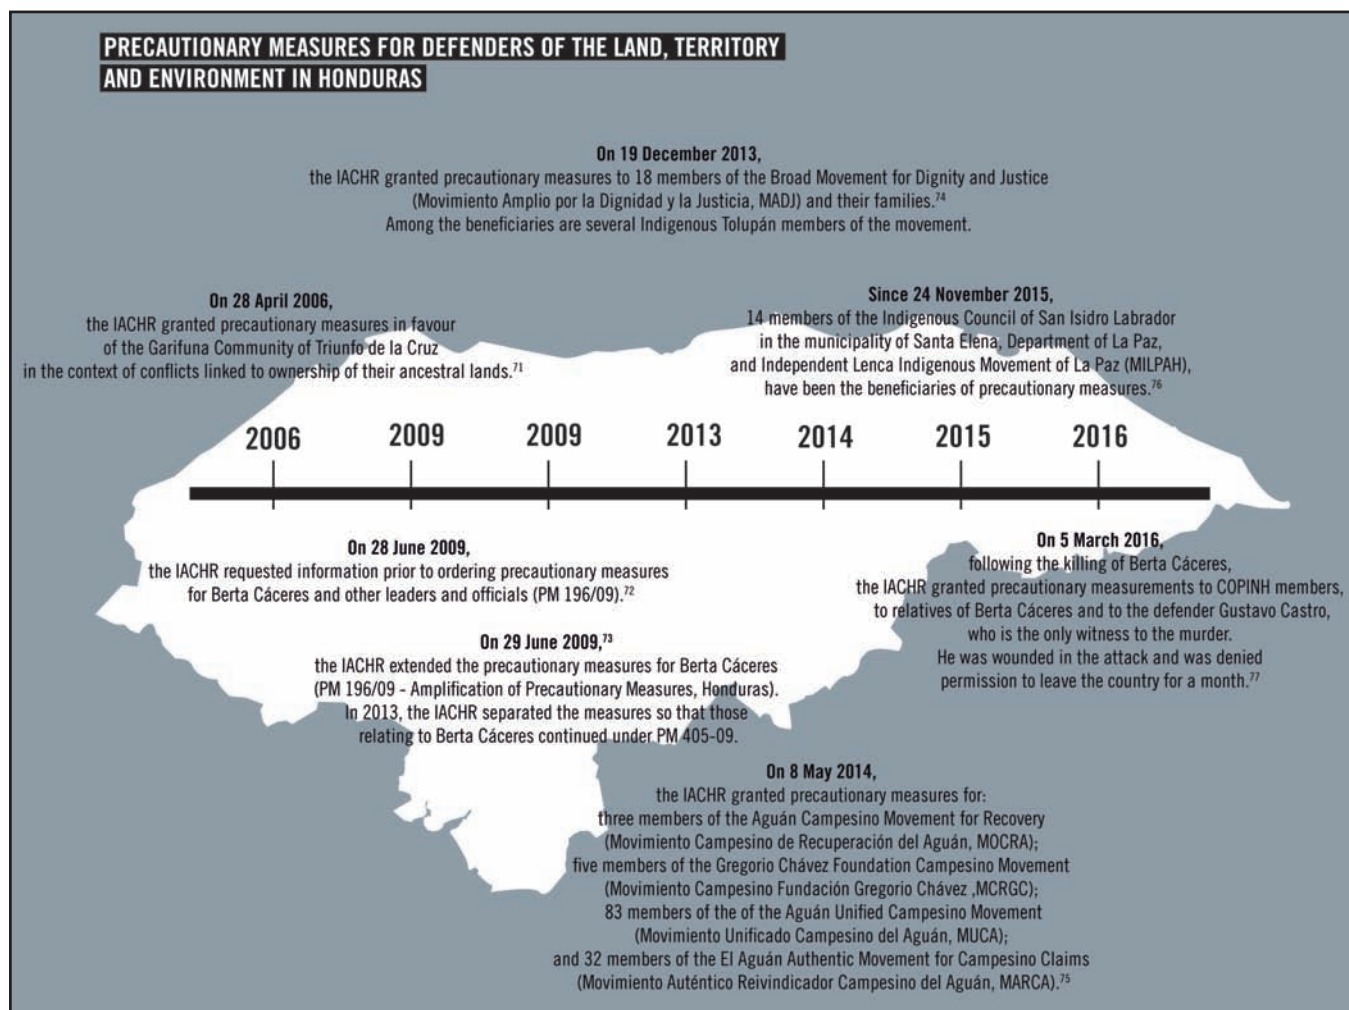 PRECAUTIONARY MEASURES FOR DEFENDERS OF THE LAND, TERRITORY
AND ENVIRONMENT IN HONDURAS
On 19 December 2013,
the IACHR granted precautionary measures to 18 members of the Broad Movement for Dignity and Justice
(Movimiento Amplio por la Dignidad y la Justicia, MADJ) and their families.74
Among the beneficiaries are several Indigenous Tolupán members of the movement.
On 28 April 2006,
the IACHR granted precautionary measures in favour
of the Garifuna Community of Triunfo de la Cruz
in the context of conflicts linked to ownership of their ancestral lands.71
Since 24 November 2015,
14 members of the Indigenous Council of San Isidro Labrador
in the municipality of Santa Elena, Department of La Paz,
and Independent Lenca Indigenous Movement of La Paz (MILPAH),
have been the beneficiaries of precautionary measures.76
2006 2009 2009 2013 2014 2015 2016
On 28 June 2009,
the IACHR requested information prior to ordering precautionary measures
for Berta Cáceres and other leaders and officials (PM 196/09).72
On 29 June 2009,73
the IACHR extended the precautionary measures for Berta Cáceres
(PM 196/09 - Amplification of Precautionary Measures, Honduras).
In 2013, the IACHR separated the measures so that those
relating to Berta Cáceres continued under PM 405-09.
On 5 March 2016,
following the killing of Berta Cáceres,
the IACHR granted precautionary measurements to COPINH members,
to relatives of Berta Cáceres and to the defender Gustavo Castro,
who is the only witness to the murder.
He was wounded in the attack and was denied
permission to leave the country for a month.77
On 8 May 2014,
the IACHR granted precautionary measures for:
three members of the Aguán Campesino Movement for Recovery
(Movimiento Campesino de Recuperación del Aguán, MOCRA);
five members of the Gregorio Chávez Foundation Campesino Movement
(Movimiento Campesino Fundación Gregorio Chávez ,MCRGC);
83 members of the of the Aguán Unified Campesino Movement
(Movimiento Unificado Campesino del Aguán, MUCA);
and 32 members of the El Aguán Authentic Movement for Campesino Claims
(Movimiento Auténtico Reivindicador Campesino del Aguán, MARCA).75